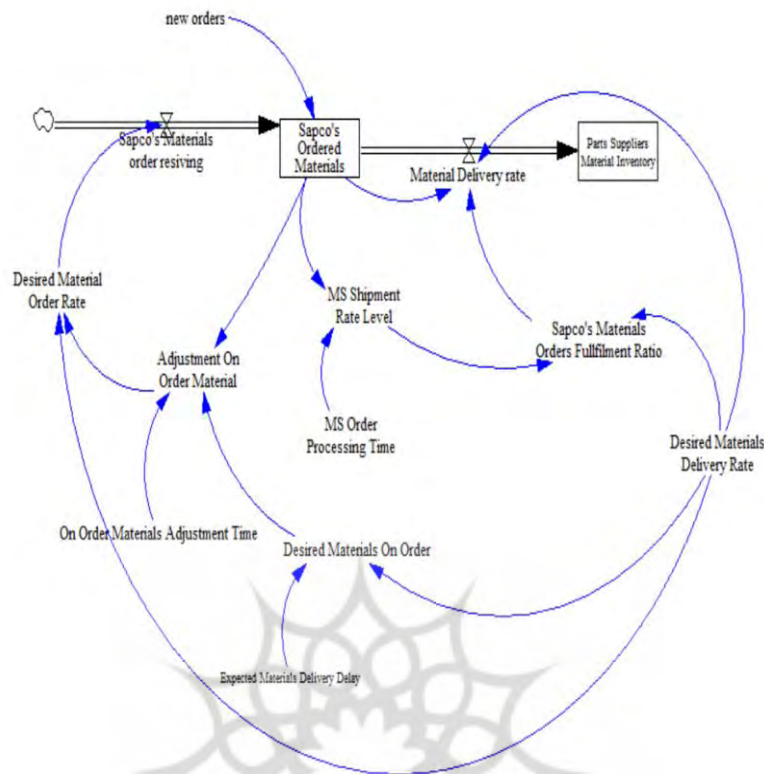 new orders
Sapco's Materials
order resiving
Sapco's
Ordered
Materials
Material Delivery rate
Parts Suppliers
Material Inventory
Desired Material
Order Rate
MS Shipment
Rate Level
Sapco's Materials
Orders Fullfilment Ratio
Adjustment On
Order Material
MS Order
Processing Time
Desired Materials
Delivery Rate
On Order Materials Adjustment Time
Desired Materials On Order
Expected Materials Delivery Delay